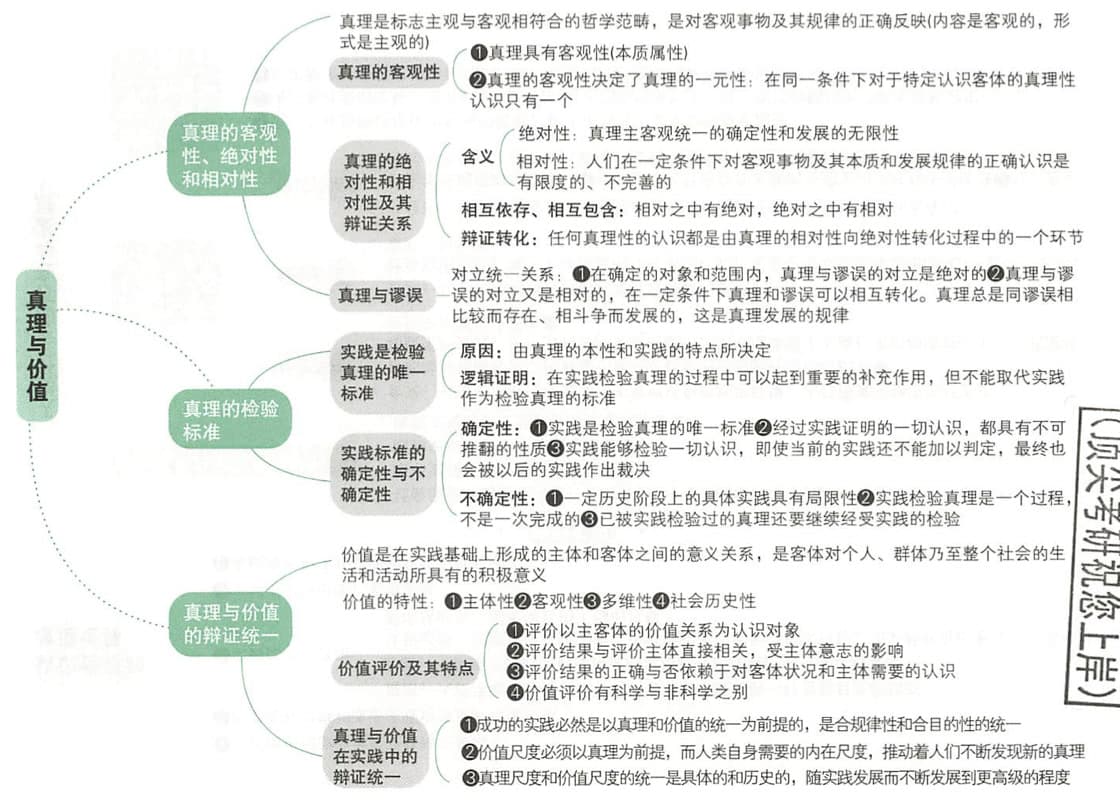 真理与价值
真理的客观
性、绝对性
和相对性
真理是标志主观与客观相符合的哲学范畴，是对客观事物及其规律的正确反映(内容是客观的，形
式是主观的)
真理的客观性
❶真理具有客观性(本质属性)
❷真理的客观性决定了真理的一元性：在同一条件下对于特定认识客体的真理性
认识只有一个
真理的绝
对性和相
对性及其
辩证关系
含义
绝对性：真理主客观统一的确定性和发展的无限性
相对性：人们在一定条件下对客观事物及其本质和发展规律的正确认识是
有限度的、不完善的
相互依存、相互包含：相对之中有绝对，绝对之中有相对
辩证转化：任何真理性的认识都是由真理的相对性向绝对性转化过程中的一个环节
真理与谬误
对立统一关系：❶在确定的对象和范围内，真理与谬误的对立是绝对的❷真理与谬
误的对立又是相对的，在一定条件下真理和谬误可以相互转化。真理总是同谬误相
比较而存在、相斗争而发展的，这是真理发展的规律
真理的检验
标准
实践是检验
真理的唯一
标准
原因：由真理的本性和实践的特点所决定
逻辑证明：在实践检验真理的过程中可以起到重要的补充作用，但不能取代实践
作为检验真理的标准
实践标准的
确定性与不
确定性
确定性：❶实践是检验真理的唯一标准❷经过实践证明的一切认识，都具有不可
推翻的性质❸实践能够检验一切认识，即使当前的实践还不能加以判定，最终也
会被以后的实践作出裁决
不确定性：❶一定历史阶段上的具体实践具有局限性❷实践检验真理是一个过程，
不是一次完成的❸已被实践检验过的真理还要继续经受实践的检验
真理与价值
的辩证统一
价值是在实践基础上形成的主体和客体之间的意义关系，是客体对个人、群体乃至整个社会的生
活和活动所具有的积极意义
价值的特性：❶主体性❷客观性❸多维性❹社会历史性
价值评价及其特点
❶评价以主客体的价值关系为认识对象
❷评价结果与评价主体直接相关，受主体意志的影响
❸评价结果的正确与否依赖于对客体状况和主体需要的认识
❹价值评价有科学与非科学之别
真理与价值
在实践中的
辩证统一
❶成功的实践必然是以真理和价值的统一为前提的，是合规律性和合目的性的统一
❷价值尺度必须以真理为前提，而人类自身需要的内在尺度，推动着人们不断发现新的真理
❸真理尺度和价值尺度的统一是具体的和历史的，随实践发展而不断发展到更高级的程度
(顶尖考研祝您上岸)